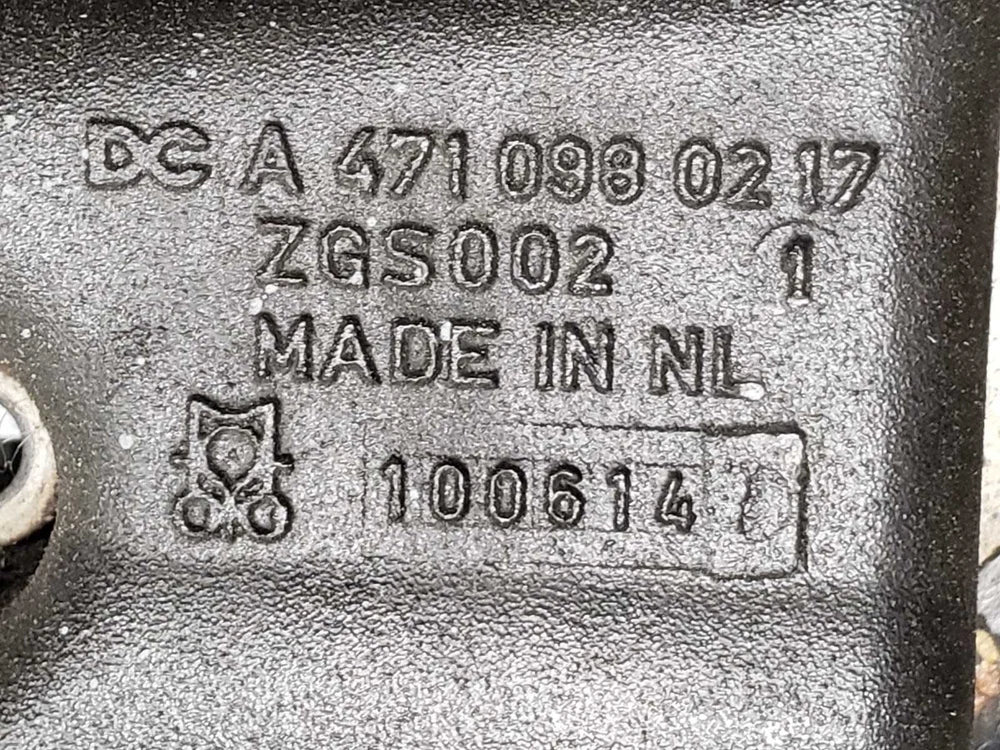 DC A 471 098 02 17
ZGS002 1
MADE IN NL
100614